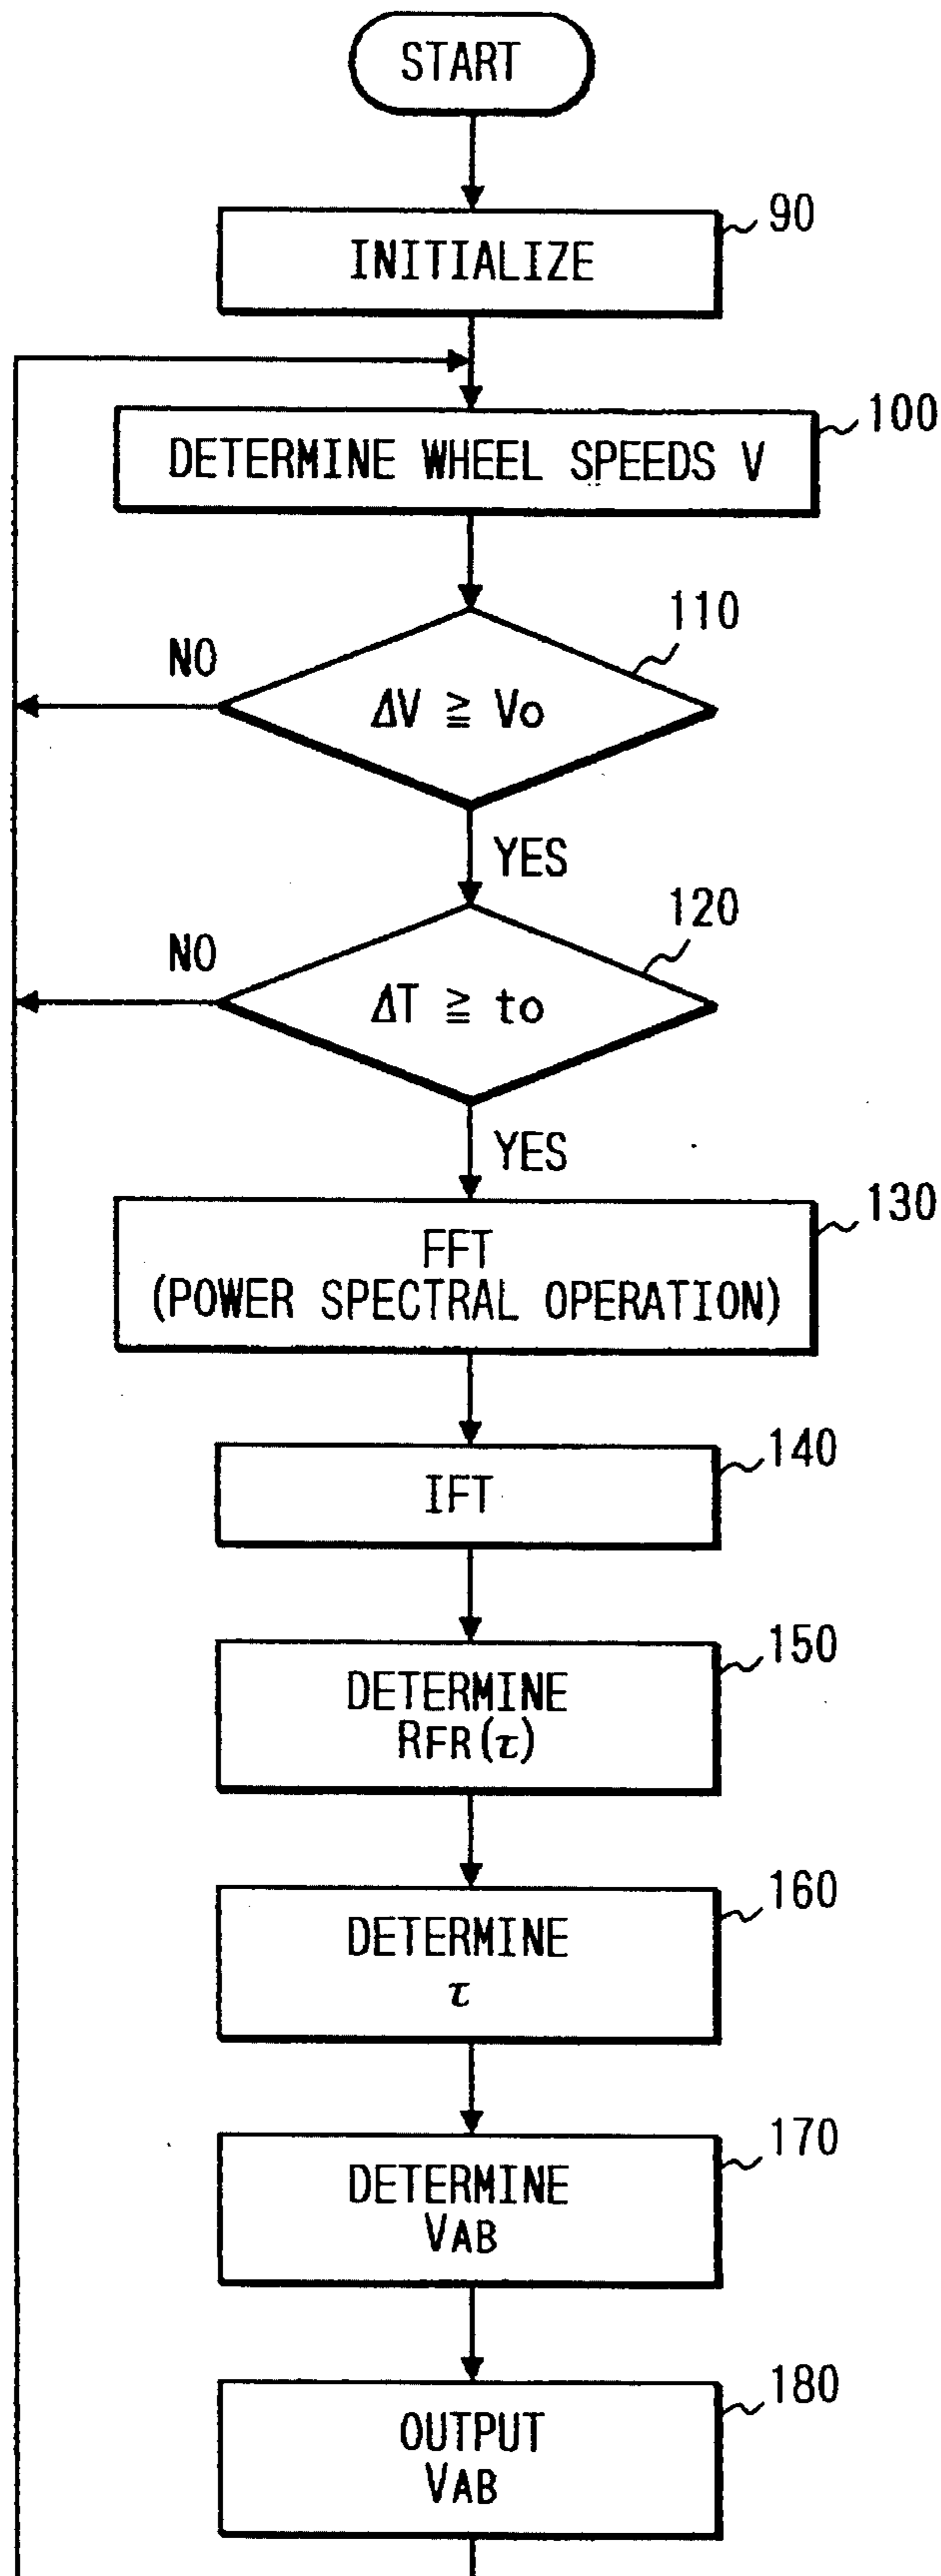 START
90
INITIALIZE
100
DETERMINE WHEEL SPEEDS V
110
NO
ΔV ≧ Vo
YES
120
NO
ΔT ≧ to
YES
130
FFT
(POWER SPECTRAL OPERATION)
140
IFT
150
DETERMINE
RFR(τ)
160
DETERMINE
τ
170
DETERMINE
VAB
180
OUTPUT
VAB